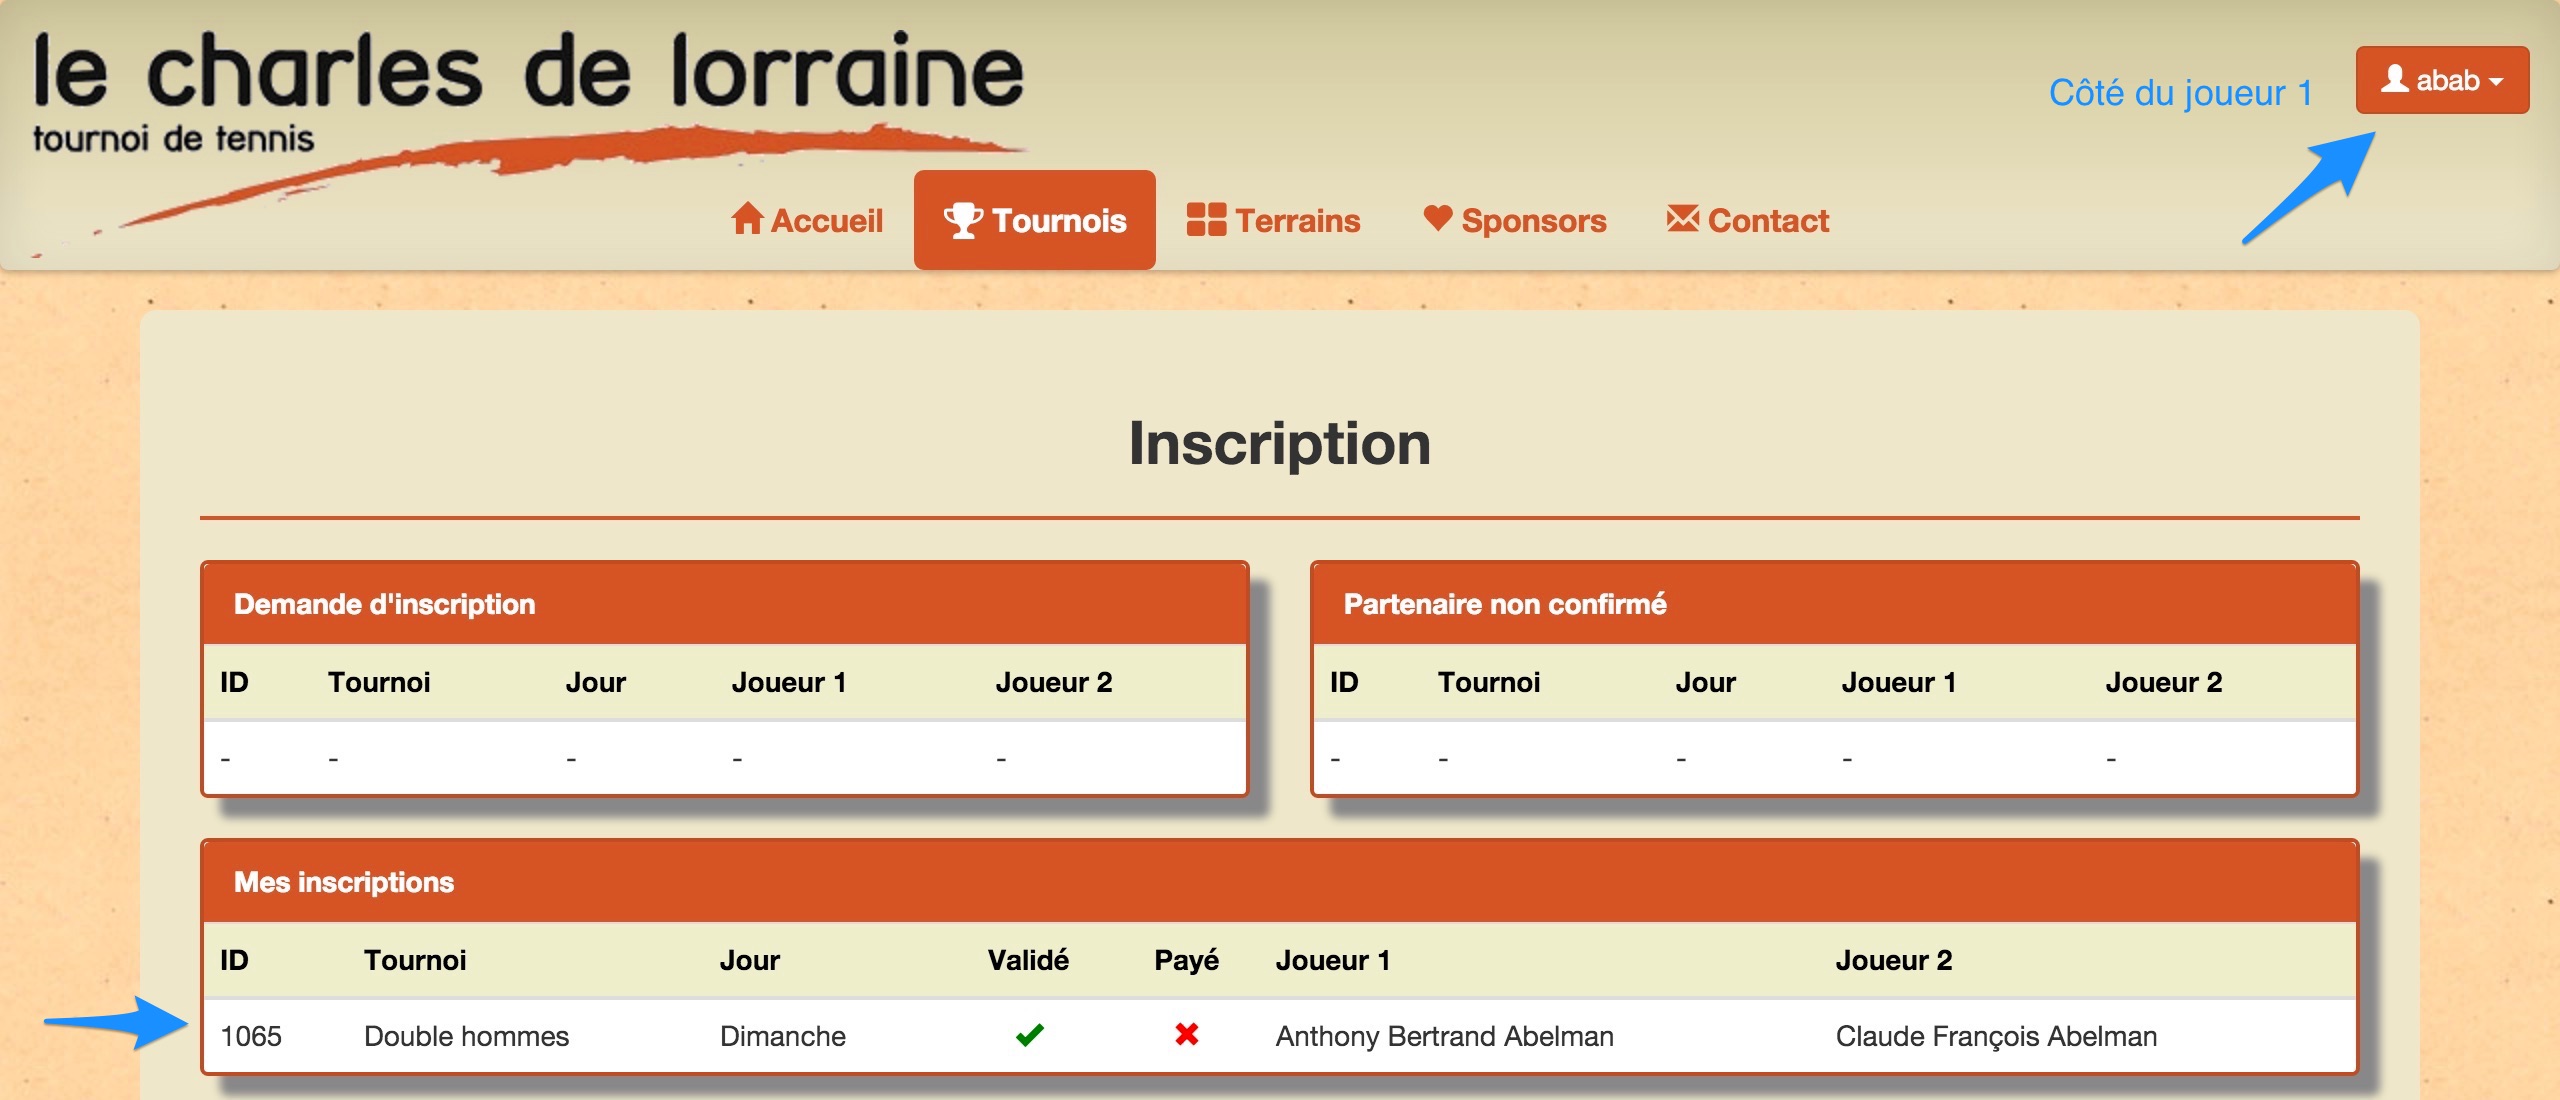 le charles de lorraine
tournoi de tennis
Côté du joueur 1
abab
Accueil Tournois Terrains Sponsors Contact
Inscription
Demande d'inscription
ID Tournoi Jour Joueur 1 Joueur 2
- - - - -
Partenaire non confirmé
ID Tournoi Jour Joueur 1 Joueur 2
- - - - -
Mes inscriptions
ID Tournoi Jour Validé Payé Joueur 1 Joueur 2
1065 Double hommes Dimanche ✔ ✖ Anthony Bertrand Abelman Claude François Abelman